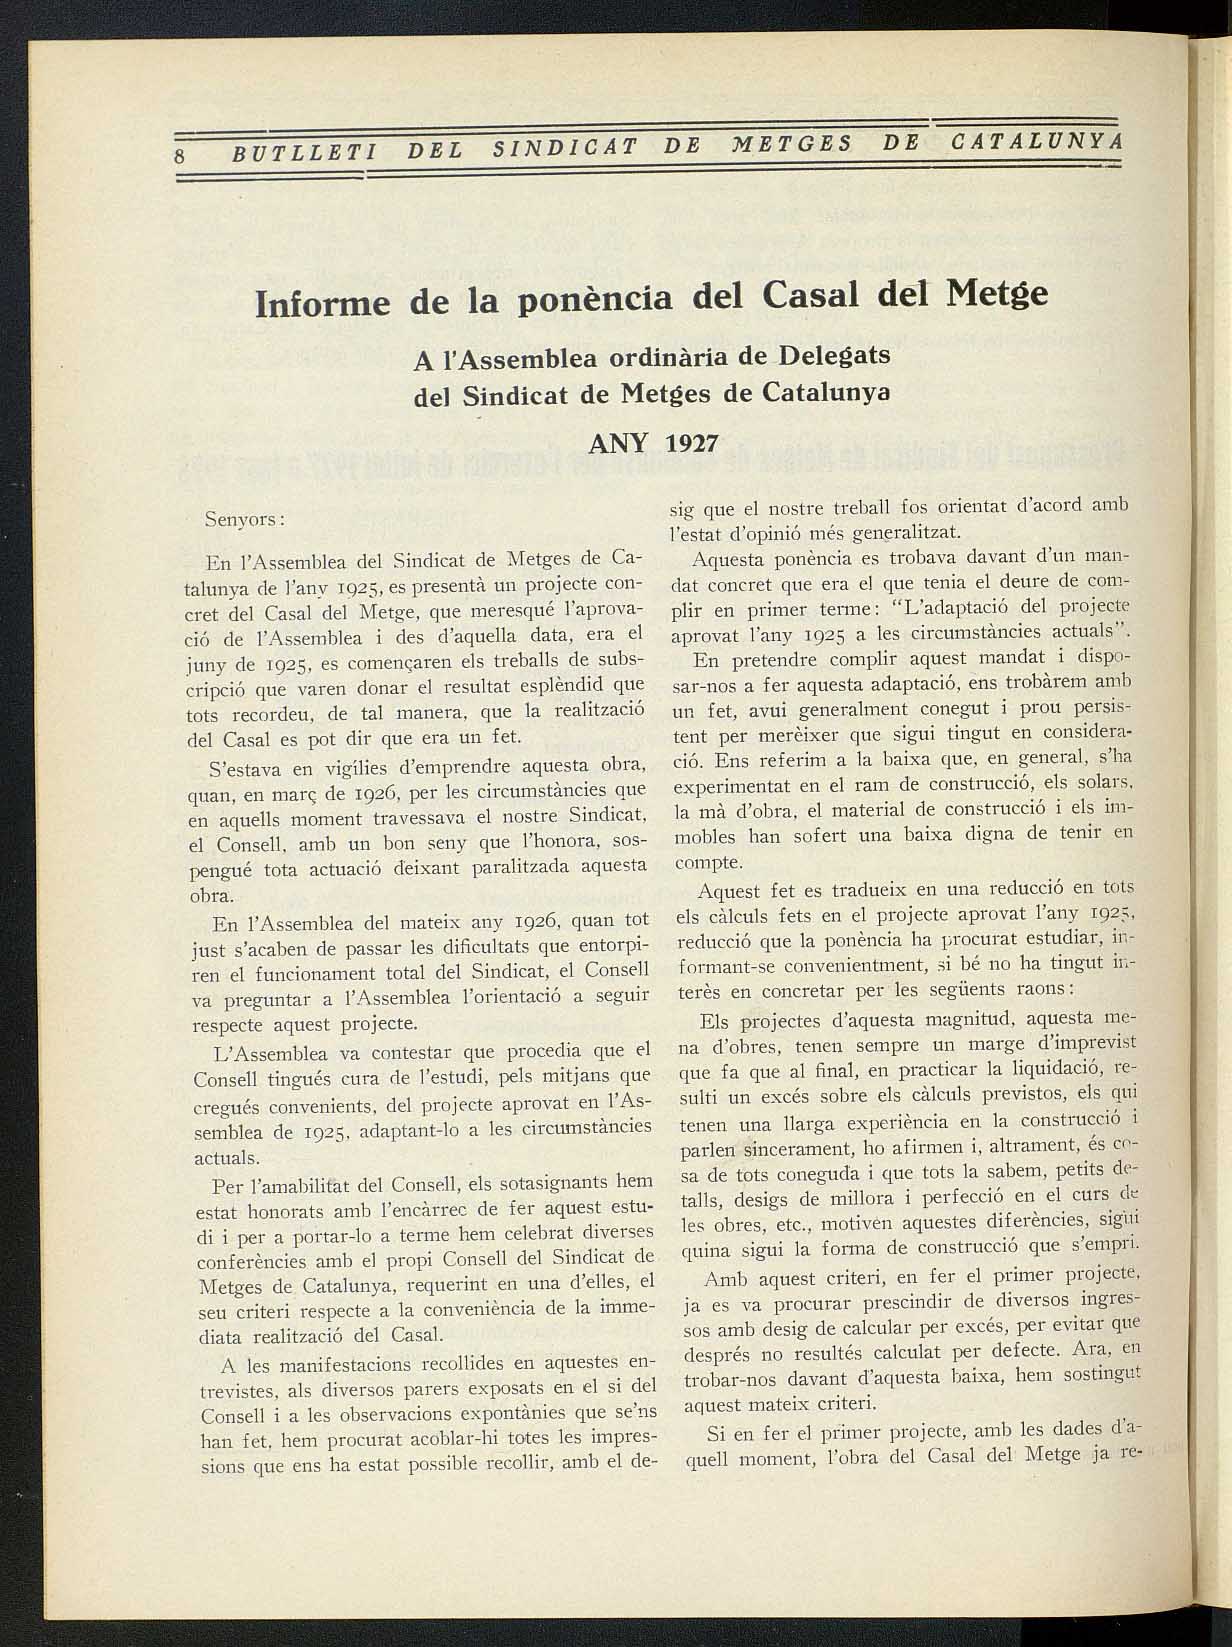 8 BUTLLETI DEL SINDICAT DE METGES DE CATALUNYA
Informe de la ponència del Casal del Metge
A l'Assemblea ordinària de Delegats
del Sindicat de Metges de Catalunya
ANY 1927
Senyors:
En l'Assemblea del Sindicat de Metges de Ca-
talunya de l'any 1925, es presentà un projecte con-
cret del Casal del Metge, que meresqué l'aprova-
ció de l'Assemblea i des d'aquella data, era el
juny de 1925, es començaren els treballs de subs-
cripció que varen donar el resultat esplèndid que
tots recordeu, de tal manera, que la realització
del Casal es pot dir que era un fet.
S'estava en vigílies d'emprendre aquesta obra,
quan, en març de 1926, per les circumstàncies que
en aquells moment travessava el nostre Sindicat,
el Consell, amb un bon seny que l'honora, sos-
pengué tota actuació deixant paralitzada aquesta
obra.
En l'Assemblea del mateix any 1926, quan tot
just s'acaben de passar les dificultats que entorpi-
ren el funcionament total del Sindicat, el Consell
va preguntar a l'Assemblea l'orientació a seguir
respecte aquest projecte.
L'Assemblea va contestar que procedia que el
Consell tingués cura de l'estudi, pels mitjans que
cregués convenients, del projecte aprovat en l'As-
semblea de 1925, adaptant-lo a les circumstàncies
actuals.
Per l'amabilitat del Consell, els sotasignants hem
estat honorats amb l'encàrrec de fer aquest estu-
di i per a portar-lo a terme hem celebrat diverses
conferències amb el propi Consell del Sindicat de
Metges de Catalunya, requerint en una d'elles, el
seu criteri respecte a la conveniència de la imme-
diata realització del Casal.
A les manifestacions recollides en aquestes en-
trevistes, als diversos parers exposats en el si del
Consell i a les observacions expontànies que se'ns
han fet, hem procurat acoblar-hi totes les impres-
sions que ens ha estat possible recollir, amb el de-
sig que el nostre treball fos orientat d'acord amb
l'estat d'opinió més generalitzat.
Aquesta ponència es trobava davant d'un man-
dat concret que era el que tenia el deure de com-
plir en primer terme: "L'adaptació del projecte
aprovat l'any 1925 a les circumstàncies actuals".
En pretendre complir aquest mandat i dispo-
sar-nos a fer aquesta adaptació, ens trobàrem amb
un fet, avui generalment conegut i prou persis-
tent per merèixer que sigui tingut en considera-
ció. Ens referim a la baixa que, en general, s'ha
experimentat en el ram de construcció, els solars,
la mà d'obra, el material de construcció i els im-
mobles han sofert una baixa digna de tenir en
compte.
Aquest fet es tradueix en una reducció en tots
els càlculs fets en el projecte aprovat l'any 1925,
reducció que la ponència ha procurat estudiar, in-
formant-se convenientment, si bé no ha tingut in-
terès en concretar per les següents raons:
Els projectes d'aquesta magnitud, aquesta me-
na d'obres, tenen sempre un marge d'imprevist
que fa que al final, en practicar la liquidació, re-
sulti un excés sobre els càlculs previstos, els qui
tenen una llarga experiència en la construcció i
parlen sincerament, ho afirmen i, altrament, és co-
sa de tots coneguda i que tots la sabem, petits de-
talls, desigs de millora i perfecció en el curs de
les obres, etc., motiven aquestes diferències, sigui
quina sigui la forma de construcció que s'empri.
Amb aquest criteri, en fer el primer projecte,
ja es va procurar prescindir de diversos ingres-
sos amb desig de calcular per excés, per evitar que
després no resultés calculat per defecte. Ara, en
trobar-nos davant d'aquesta baixa, hem sostingut
aquest mateix criteri.
Si en fer el primer projecte, amb les dades d'a-
quell moment, l'obra del Casal del Metge ja re-